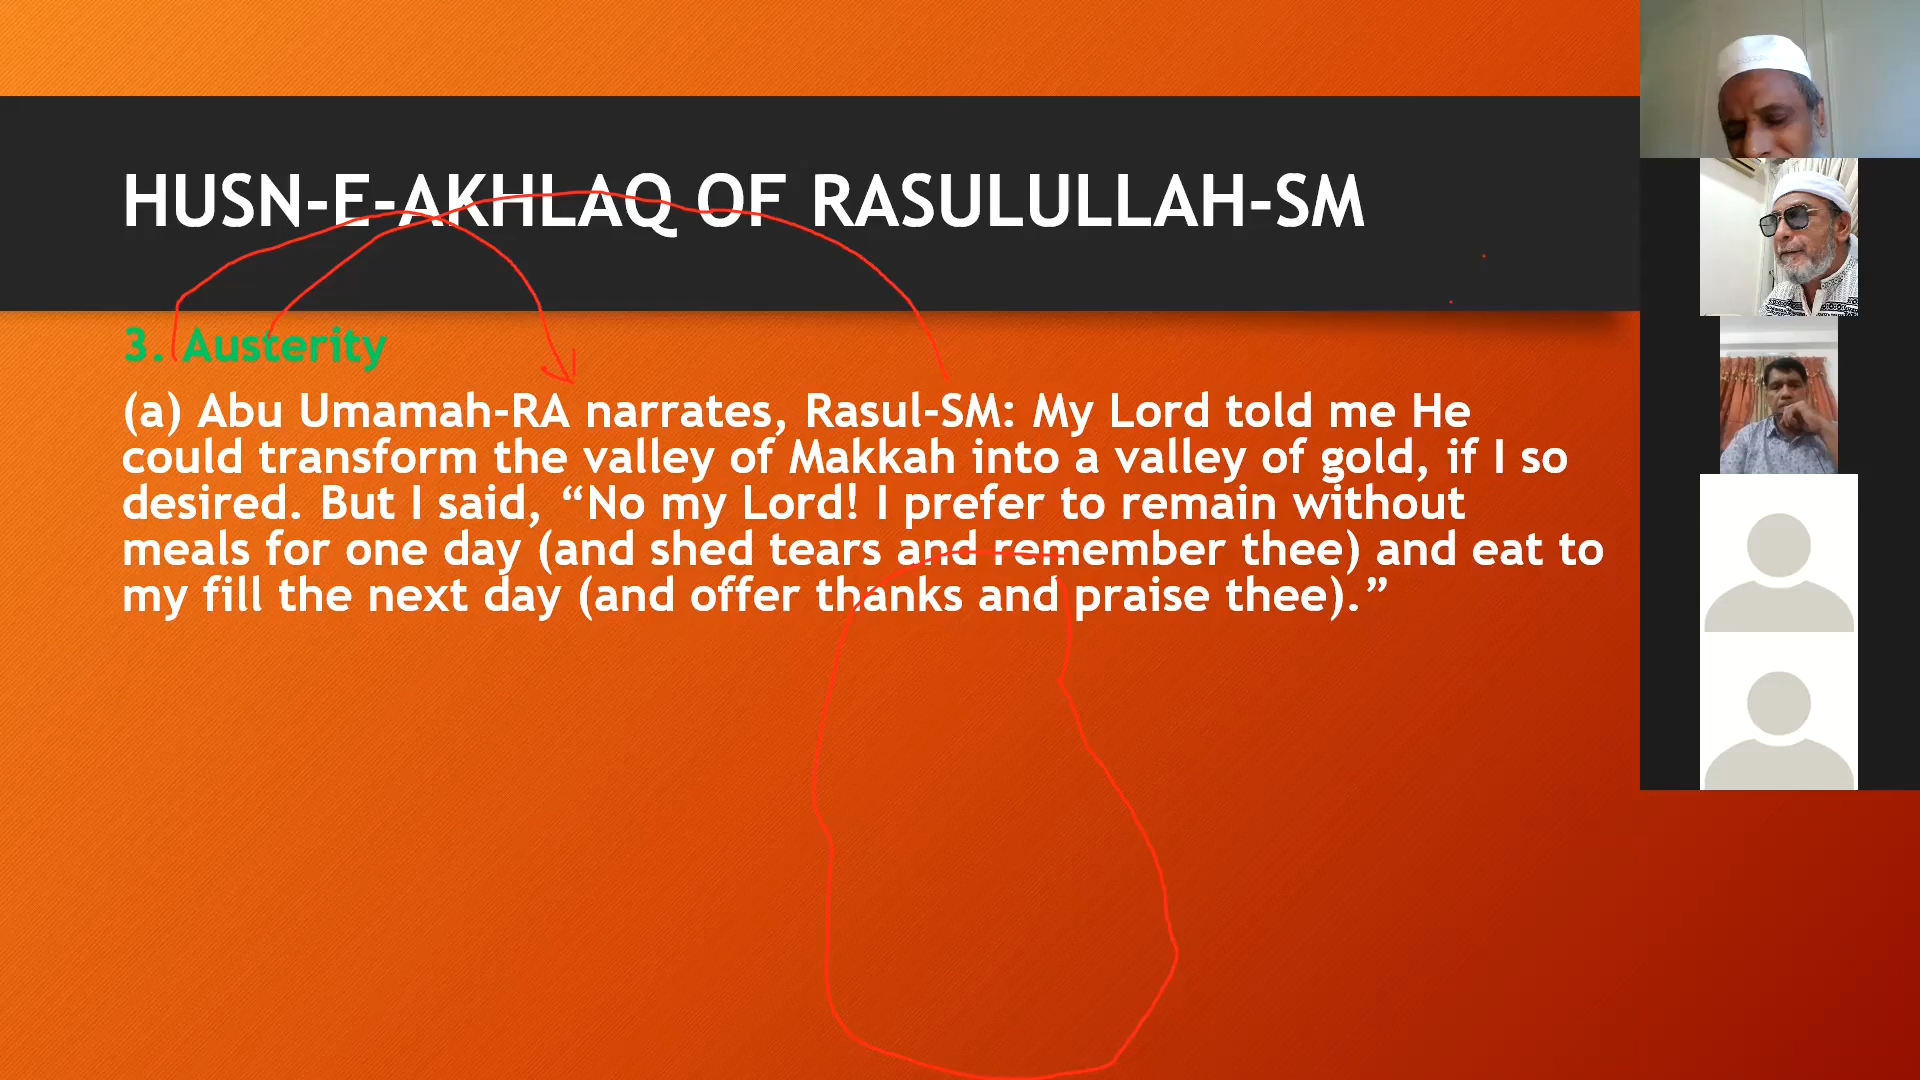 HUSN-E-AKHLAQ OF RASULULLAH-SM
3. Austerity
(a) Abu Umamah-RA narrates, Rasul-SM: My Lord told me He
could transform the valley of Makkah into a valley of gold, if I so
desired. But I said, “No my Lord! I prefer to remain without
meals for one day (and shed tears and remember thee) and eat to
my fill the next day (and offer thanks and praise thee).”